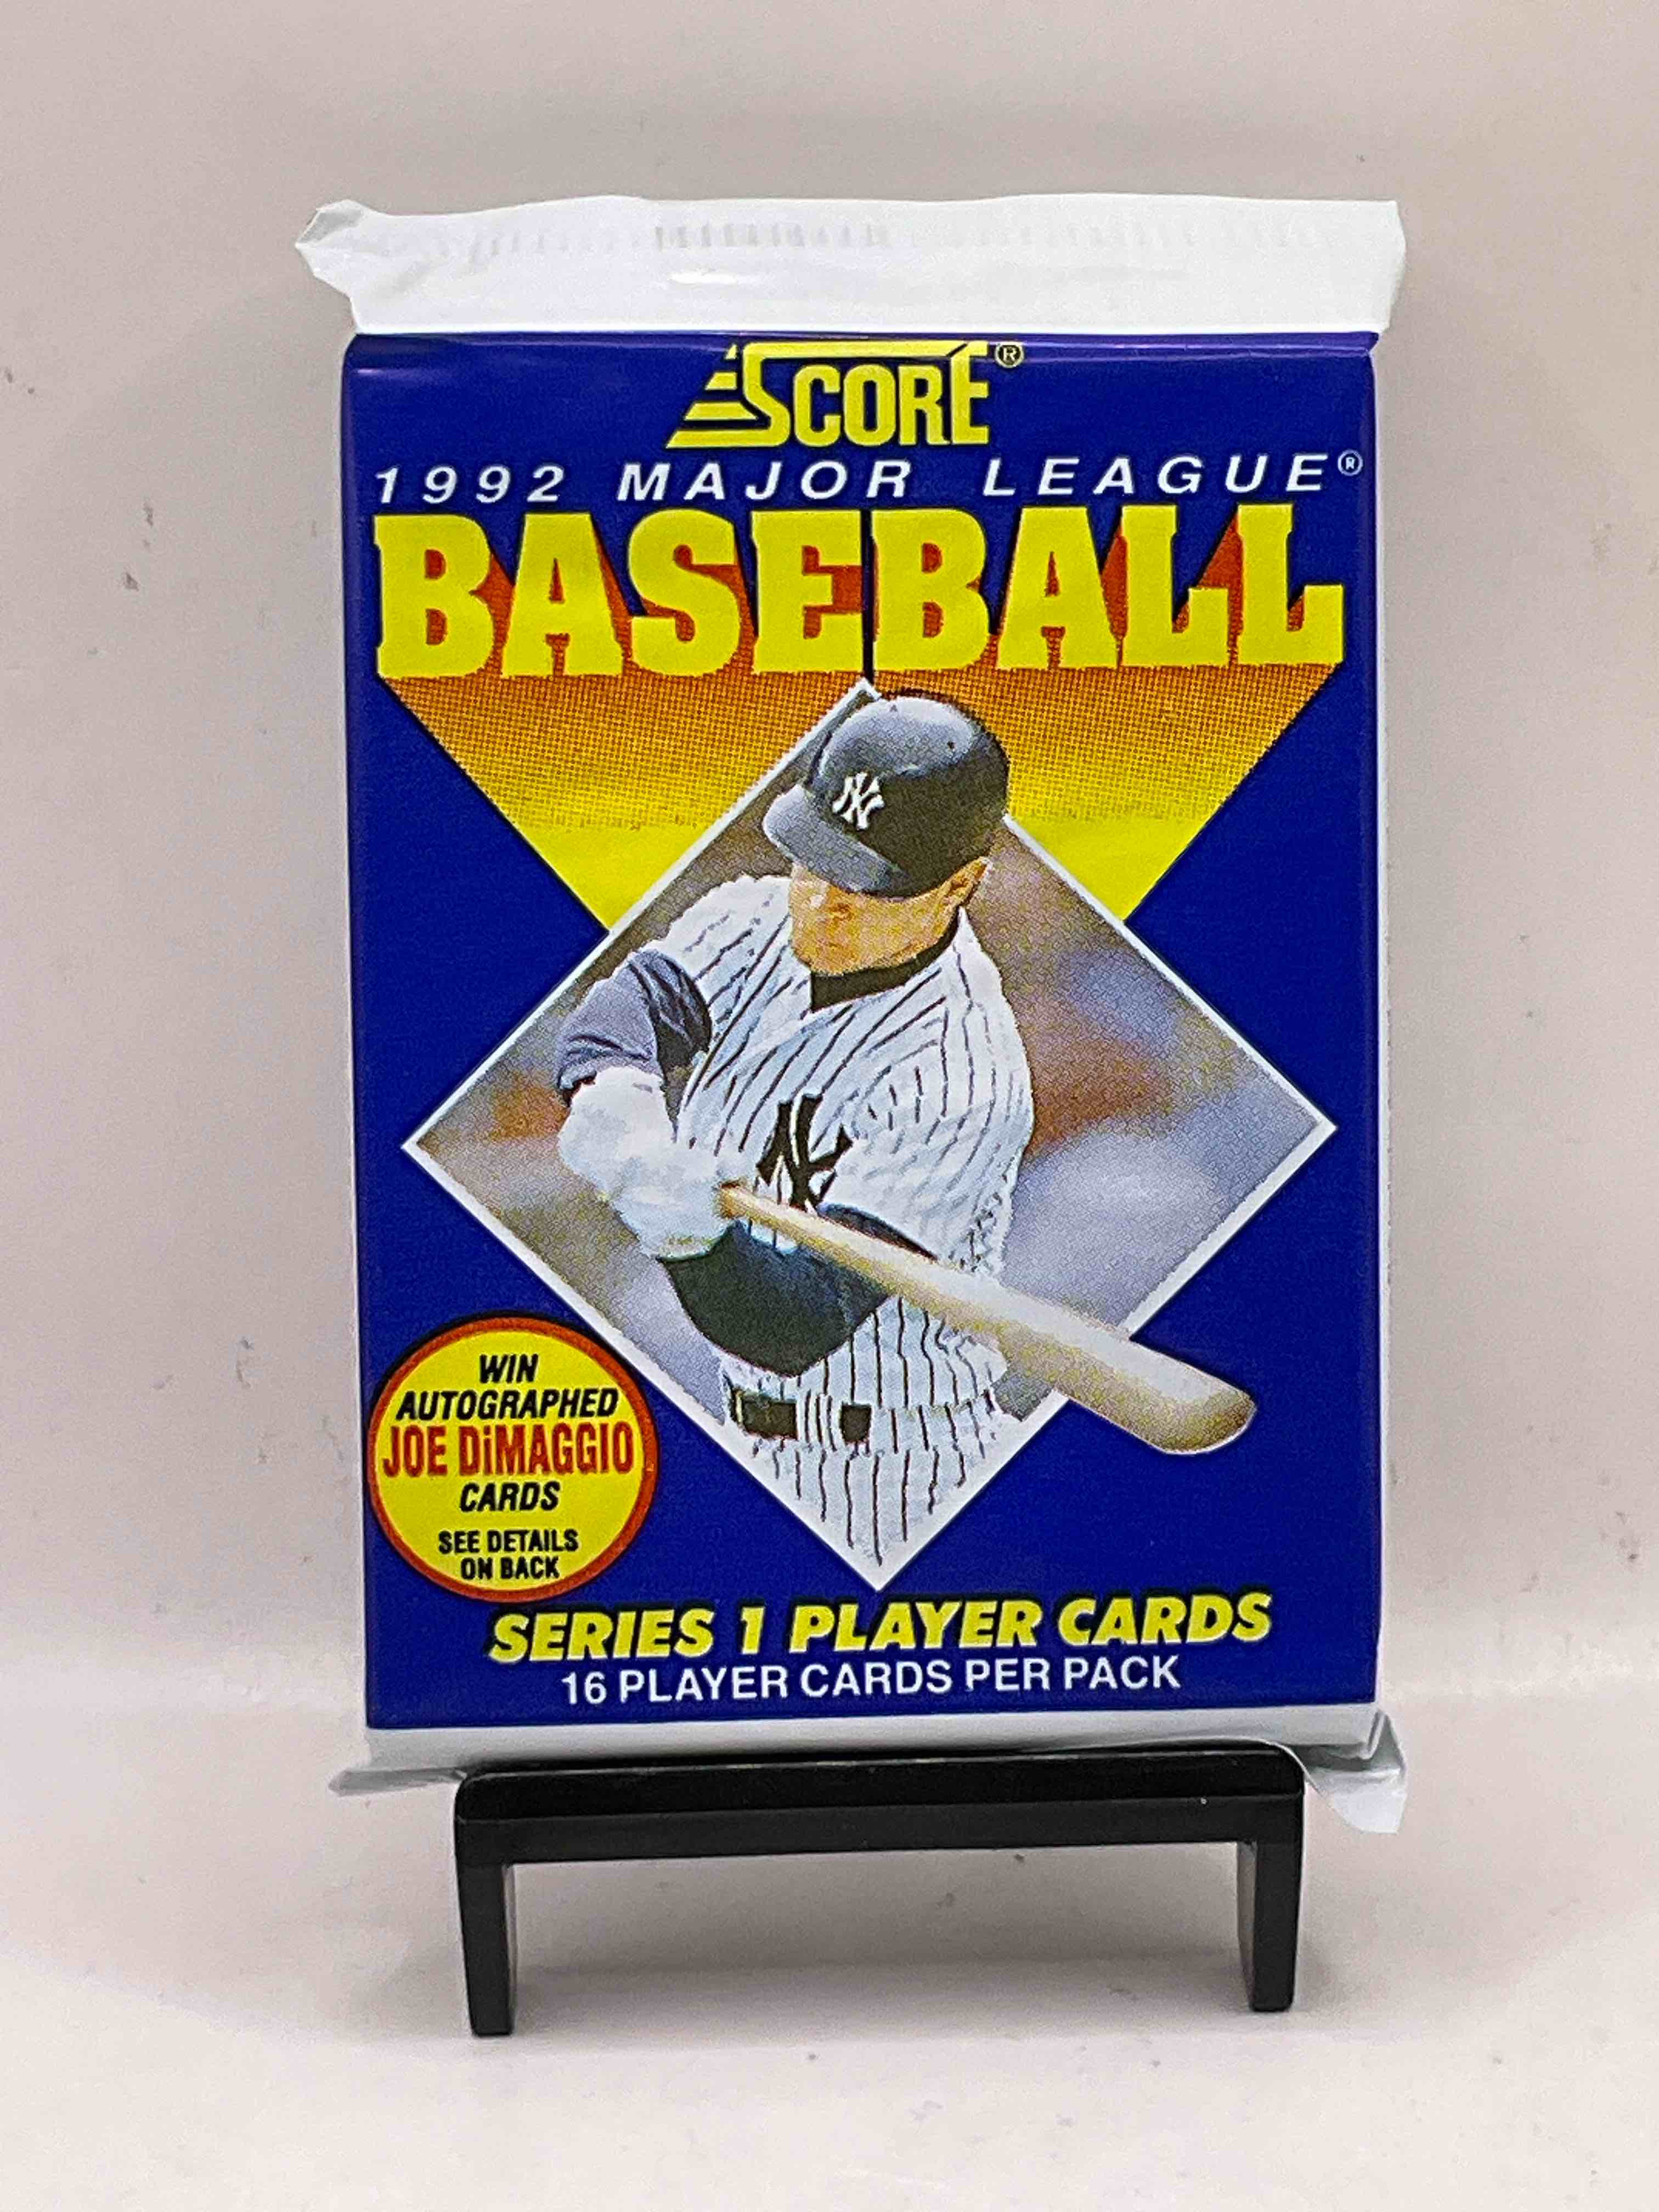 SCORE®
1992 MAJOR LEAGUE®
BASEBALL
NY
NY
WIN
AUTOGRAPHED
JOE DiMAGGIO
CARDS
SEE DETAILS
ON BACK
SERIES 1 PLAYER CARDS
16 PLAYER CARDS PER PACK